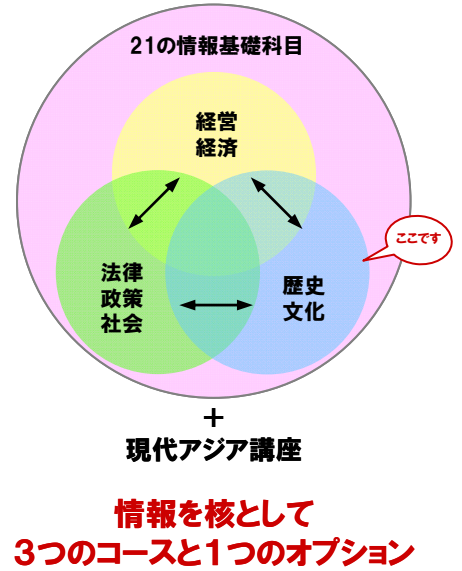 21の情報基礎科目
経営
経済
ここです
法律
政策
社会
歴史
文化
＋
現代アジア講座
情報を核として
３つのコースと１つのオプション